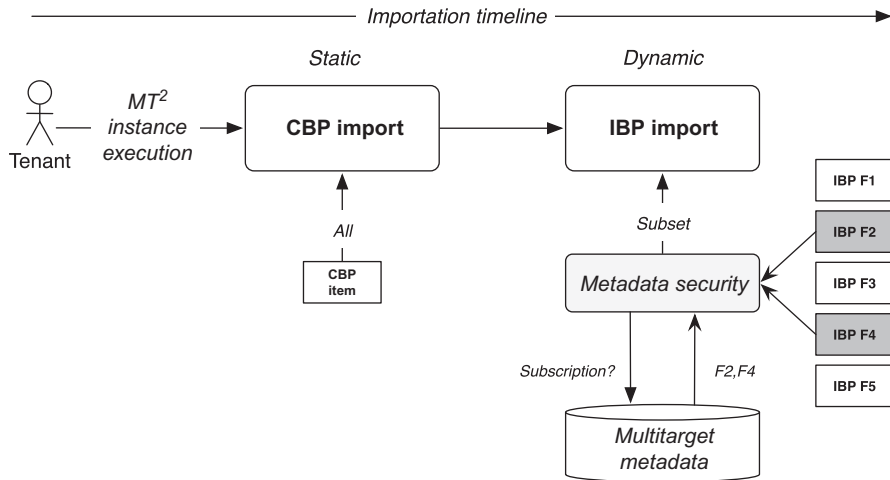 Importation timeline
Static
Dynamic
MT²
instance
execution
Tenant
CBP import
IBP import
All
CBP
item
Subset
Metadata security
IBP F1
IBP F2
IBP F3
IBP F4
IBP F5
Subscription?
F2,F4
Multitarget
metadata